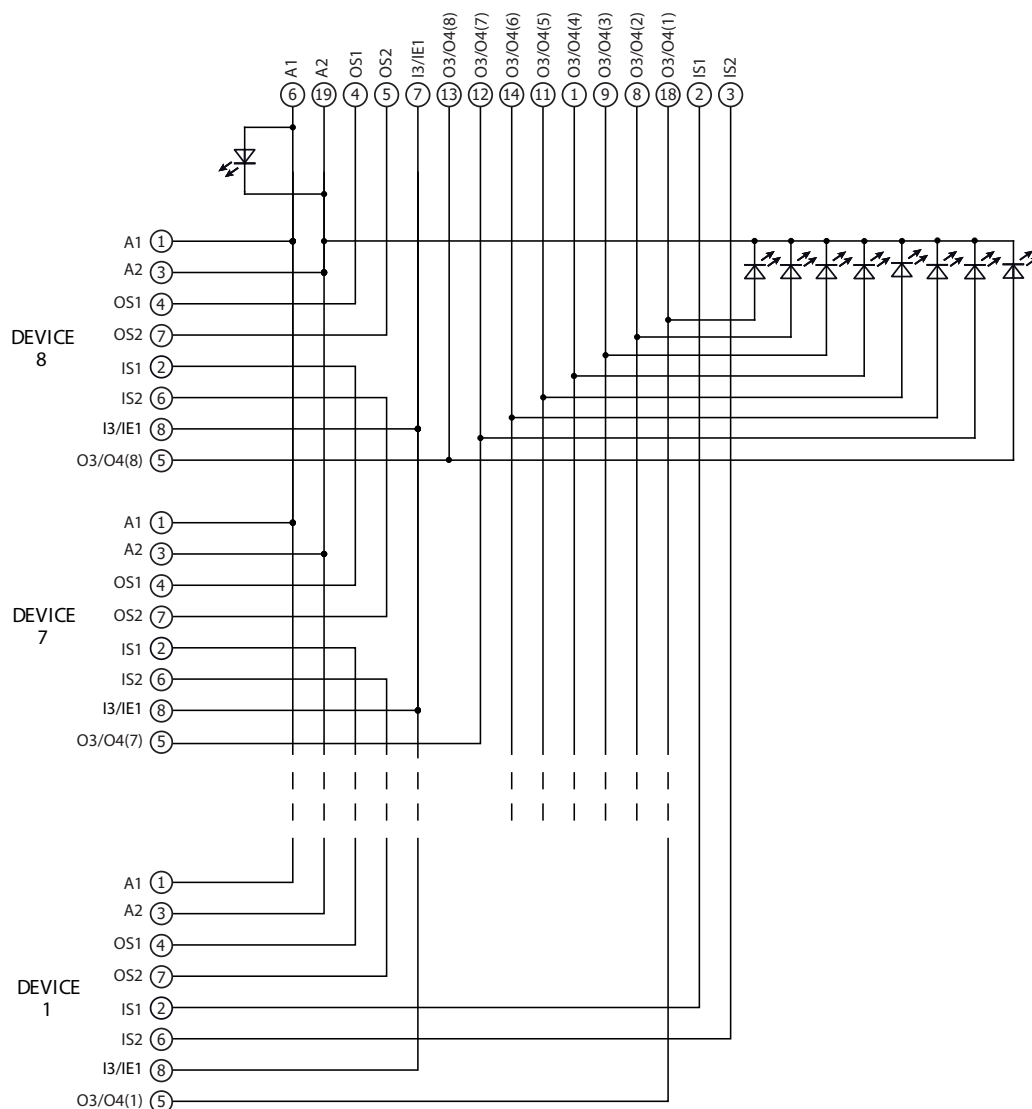 A1
A2
OS1
OS2
I3/IE1
O3/O4(8)
O3/O4(7)
O3/O4(6)
O3/O4(5)
O3/O4(4)
O3/O4(3)
O3/O4(2)
O3/O4(1)
IS1
IS2
6
19
4
5
7
13
12
14
11
1
9
8
18
2
3
DEVICE
8
A1 1
A2 3
OS1 4
OS2 7
IS1 2
IS2 6
I3/IE1 8
O3/O4(8) 5
DEVICE
7
A1 1
A2 3
OS1 4
OS2 7
IS1 2
IS2 6
I3/IE1 8
O3/O4(7) 5
DEVICE
1
A1 1
A2 3
OS1 4
OS2 7
IS1 2
IS2 6
I3/IE1 8
O3/O4(1) 5